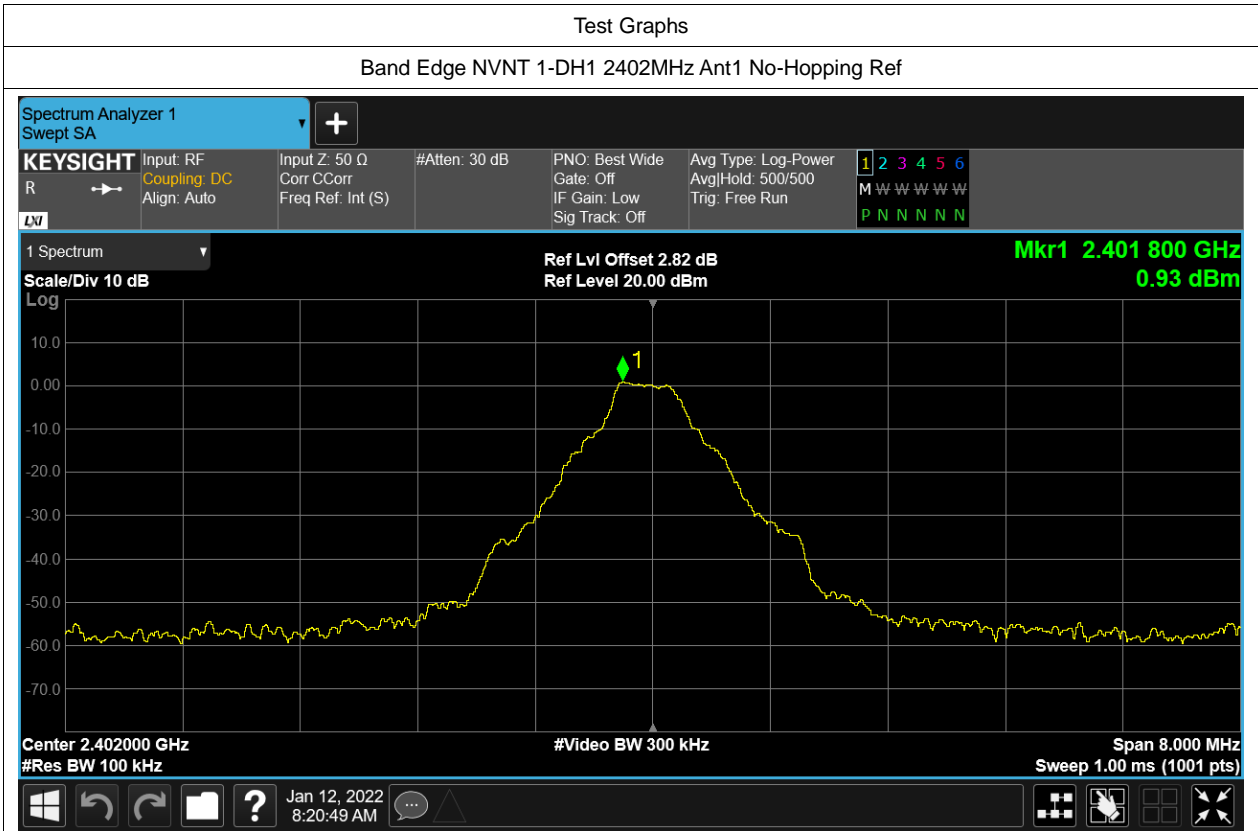 Test Graphs
Band Edge NVNT 1-DH1 2402MHz Ant1 No-Hopping Ref
Spectrum Analyzer 1
Swept SA
KEYSIGHT
R
LXI
Input: RF
Coupling: DC
Align: Auto
Input Z: 50 Ω
Corr CCorr
Freq Ref: Int (S)
#Atten: 30 dB
PNO: Best Wide
Gate: Off
IF Gain: Low
Sig Track: Off
Avg Type: Log-Power
Avg|Hold: 500/500
Trig: Free Run
1 2 3 4 5 6
M W W W W W
P N N N N N
1 Spectrum
Scale/Div 10 dB
Ref Lvl Offset 2.82 dB
Ref Level 20.00 dBm
Mkr1 2.401 800 GHz
0.93 dBm
Log
10.0
0.00
-10.0
-20.0
-30.0
-40.0
-50.0
-60.0
-70.0
1
Center 2.402000 GHz
#Res BW 100 kHz
#Video BW 300 kHz
Span 8.000 MHz
Sweep 1.00 ms (1001 pts)
?
Jan 12, 2022
8:20:49 AM